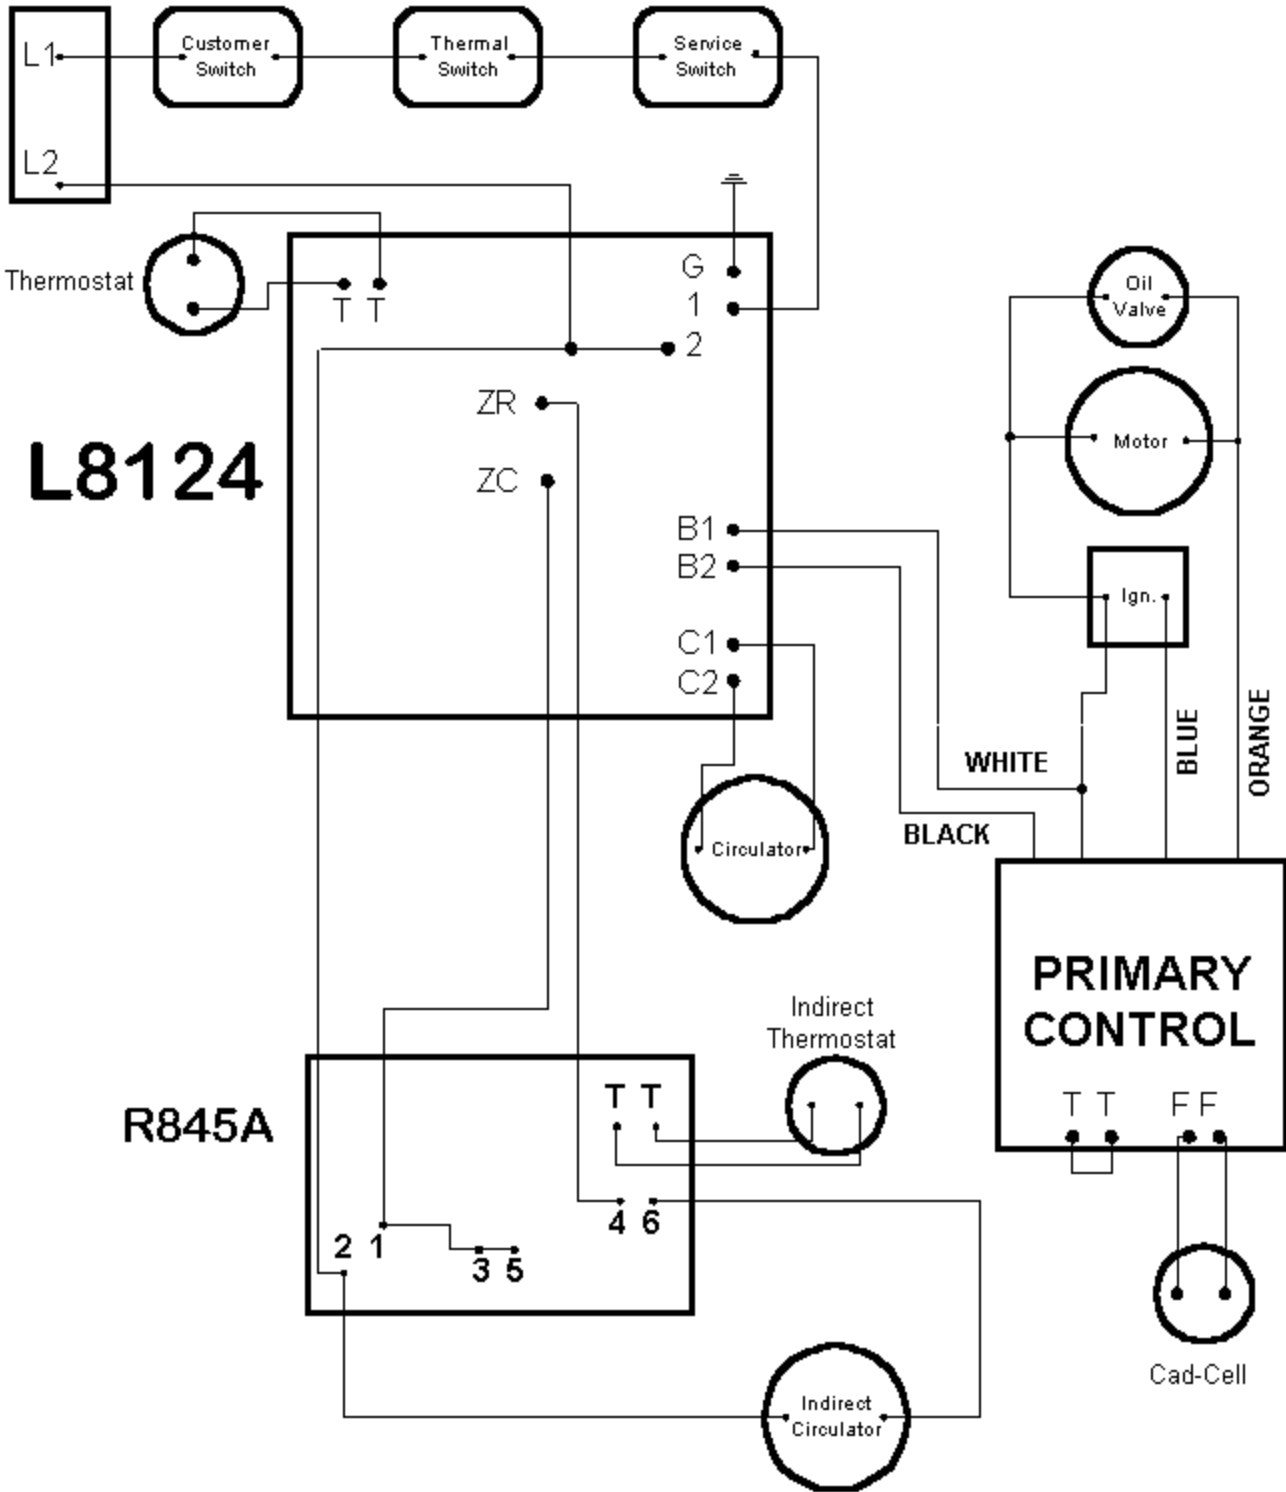 L1
Customer
Switch
Thermal
Switch
Service
Switch
L2
Thermostat
T T
G
1
2
ZR
ZC
L8124
B1
B2
C1
C2
Oil
Valve
Motor
Ign.
WHITE
BLACK
BLUE
ORANGE
Circulator
PRIMARY
CONTROL
T T F F
Cad-Cell
Indirect
Thermostat
R845A
T T
4 6
2 1
3 5
Indirect
Circulator